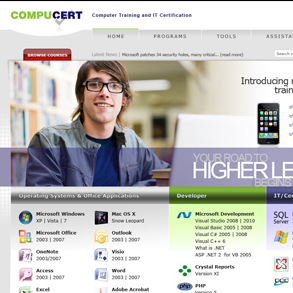 COMPUCERT Computer Training and IT Certification
HOME PROGRAMS TOOLS ASSISTA
BROWSE COURSES Latest News | Microsoft patches 34 security holes, many critical... (read more)
Introducing
train
YOUR ROAD TO
HIGHER LE
BEGINS
Operating Systems & Office Applications
Microsoft Windows
XP | Vista | 7
Mac OS X
Snow Leopard
Microsoft Office
2003 | 2007
Outlook
2003 | 2007
OneNote
2003/2007
Visio
2003 | 2007
Access
2003 | 2007
Word
2003 | 2007
Excel
Adobe Acrobat
Developer
Microsoft Development
Visual Studio 2008 | 2010
Visual Basic 2005 | 2008
Visual C# 2005 | 2008
Visual C++ 6
What is .NET
ASP .NET 2 for VB 2005
Crystal Reports
Version XI
PHP
Version 5
IT/Cer
SQL
Server